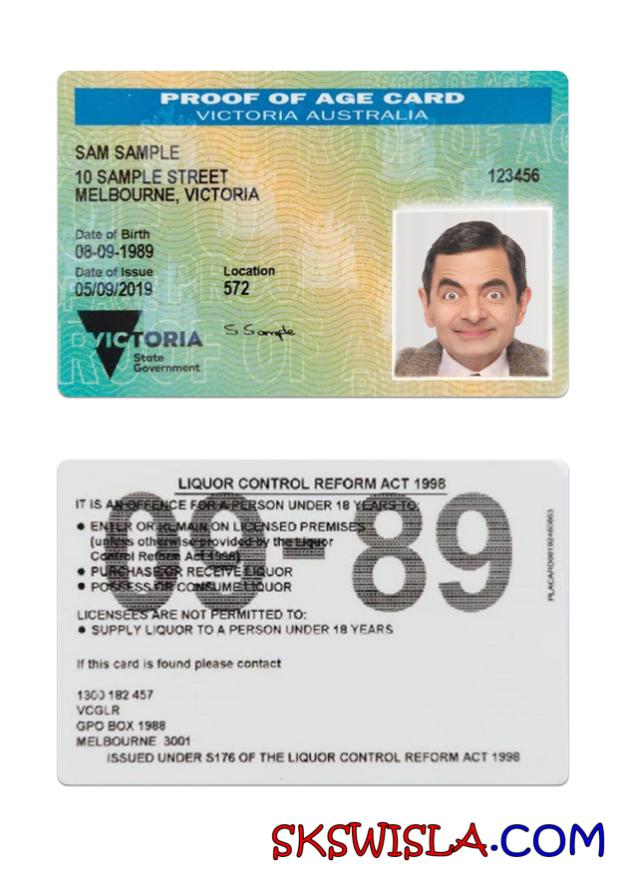 PROOF OF AGE CARD
VICTORIA AUSTRALIA
SAM SAMPLE
10 SAMPLE STREET
MELBOURNE, VICTORIA
123456
Date of Birth
08-09-1989
Date of Issue
05/09/2019
Location
572
VICTORIA
State
Government
S Sample
LIQUOR CONTROL REFORM ACT 1998
IT IS AN OFFENCE FOR A PERSON UNDER 18 YEARS TO:
● ENTER OR REMAIN ON LICENSED PREMISES
(unless otherwise provided by the Liquor
Control Reform Act 1998)
● PURCHASE OR RECEIVE LIQUOR
● POSSESS OR CONSUME LIQUOR
09-89
LICENSEES ARE NOT PERMITTED TO:
● SUPPLY LIQUOR TO A PERSON UNDER 18 YEARS
If this card is found please contact
1300 182 457
VCGLR
GPO BOX 1988
MELBOURNE 3001
ISSUED UNDER S176 OF THE LIQUOR CONTROL REFORM ACT 1998
SKSWISLA.COM